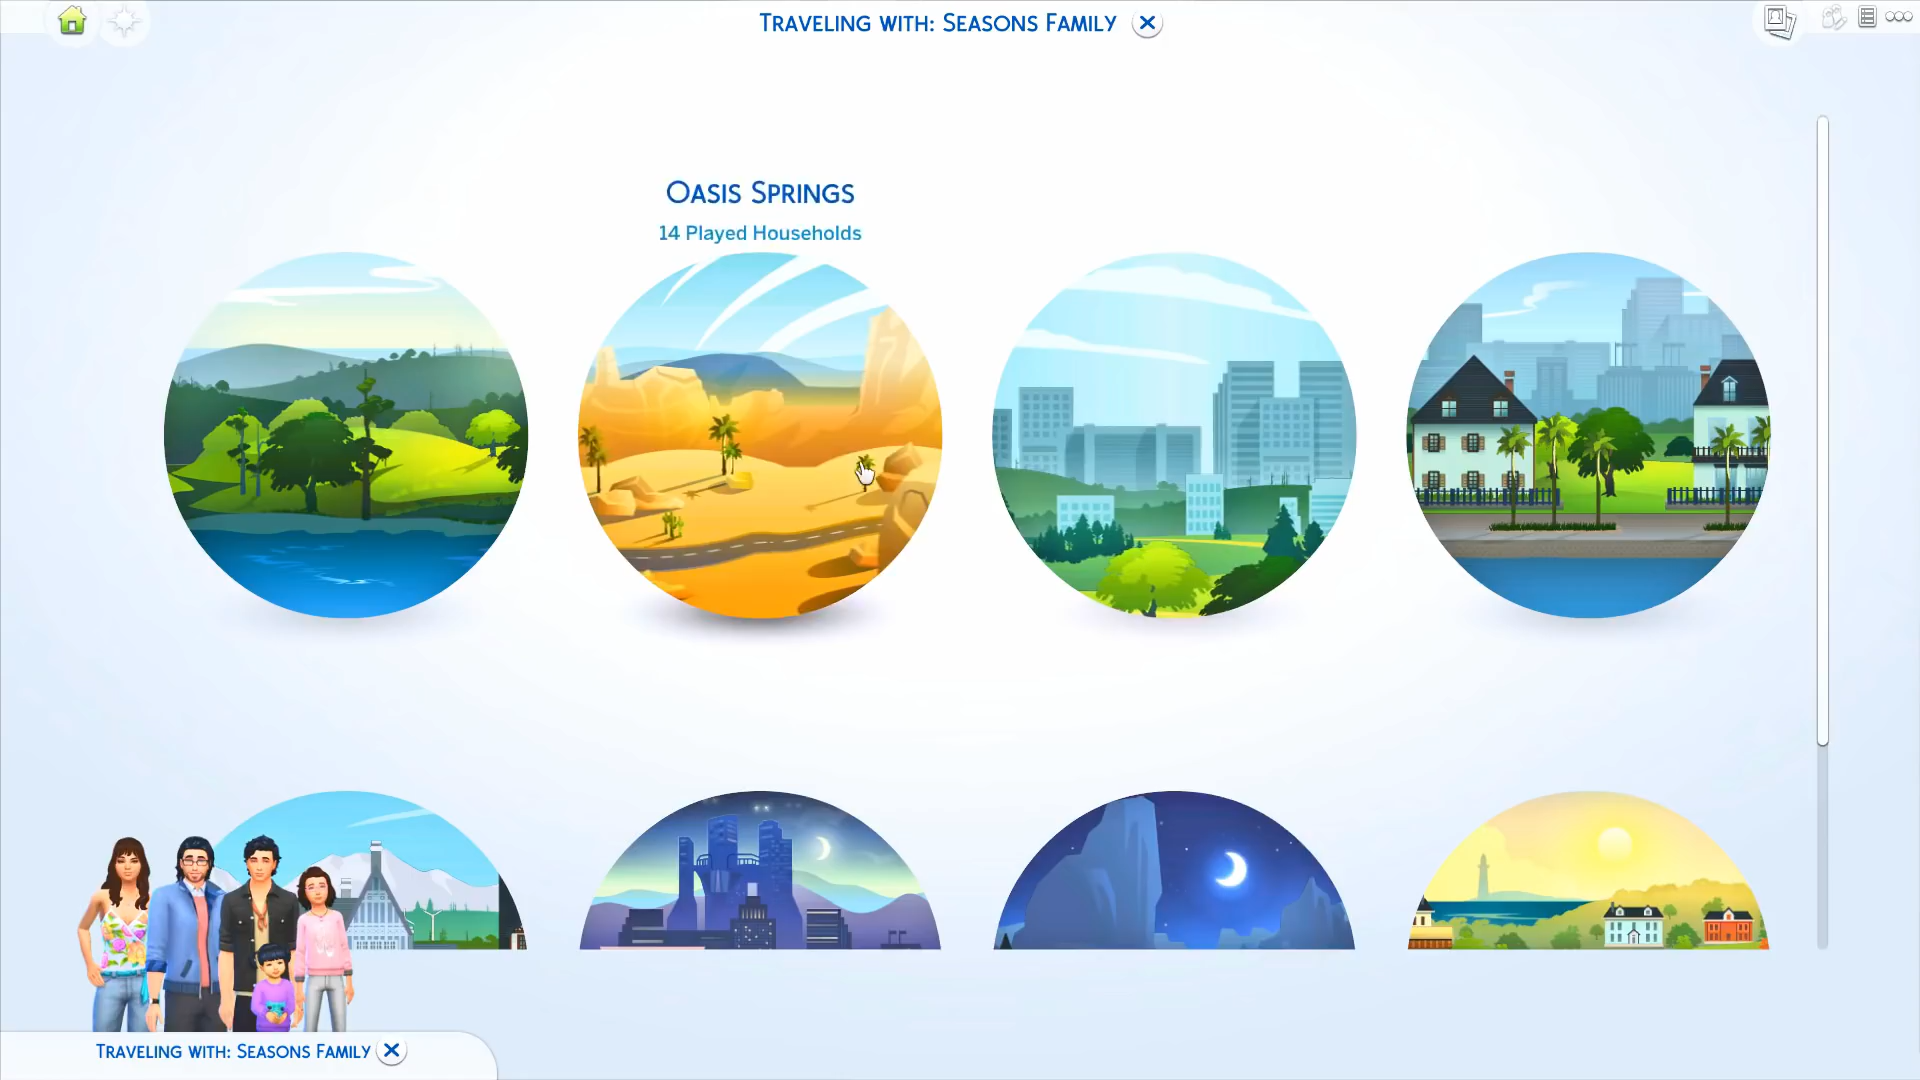 Traveling with: Seasons Family
Oasis Springs
14 Played Households
Traveling with: Seasons Family